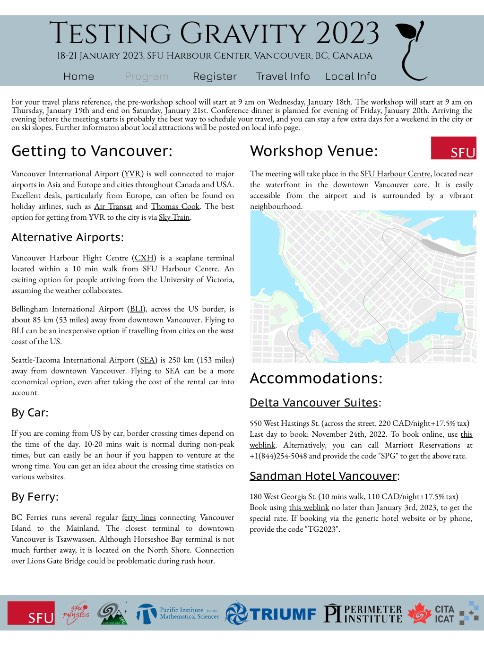 Testing Gravity 2023
18-21 January 2023, SFU Harbour Center, Vancouver, BC, Canada
Home Program Register Travel Info Local Info
For your travel plans reference, the pre-workshop school will start at 9 am on Wednesday, January 18th. The workshop will start at 9 am on
Thursday, January 19th and end on Saturday, January 21st. Conference dinner is planned for evening of Friday, January 20th. Arriving the
evening before the meeting starts is probably the best way to schedule your travel, and you can stay a few extra days for a weekend in the city or
on ski slopes. Further informaton about local attractions will be posted on local info page.
Getting to Vancouver:
Vancouver International Airport (YVR) is well connected to major
airports in Asia and Europe and cities throughout Canada and USA.
Excellent deals, particularly from Europe, can often be found on
holiday airlines, such as Air Transat and Thomas Cook. The best
option for getting from YVR to the city is via Sky Train.
Alternative Airports:
Vancouver Harbour Flight Centre (CXH) is a seaplane terminal
located within a 10 min walk from SFU Harbour Centre. An
exciting option for people arriving from the University of Victoria,
assuming the weather collaborates.
Bellingham International Airport (BLI), across the US border, is
about 85 km (53 miles) away from downtown Vancouver. Flying to
BLI can be an inexpensive option if travelling from cities on the west
coast of the US.
Seattle-Tacoma International Airport (SEA) is 250 km (153 miles)
away from downtown Vancouver. Flying to SEA can be a more
economical option, even after taking the cost of the rental car into
account.
By Car:
If you are coming from US by car, border crossing times depend on
the time of day. 10-20 mins wait is normal during non-peak
times, but can easily be an hour if you happen to venture at the
wrong time. You can get an idea about the crossing time statistics on
various websites.
By Ferry:
BC Ferries runs several regular ferry lines connecting Vancouver
Island to the Mainland. The closest terminal to downtown
Vancouver is Tsawwassen. Although Horseshoe Bay terminal is not
much further away, it is located on the North Shore. Connection
over Lions Gate Bridge could be problematic during rush hour.
Workshop Venue:
SFU
The meeting will take place in the SFU Harbour Centre, located near
the waterfront in the downtown Vancouver core. It is easily
accessible from the airport and is surrounded by a vibrant
neighbourhood.
Accommodations:
Delta Vancouver Suites:
550 West Hastings St. (across the street, 220 CAD/night+17.5% tax)
Last day to book: November 24th, 2022. To book online, use this
weblink. Alternatively, you can call Marriott Reservations at
+1(844)254-5048 and provide the code "SPG" to get the above rate.
Sandman Hotel Vancouver:
180 West Georgia St. (10 mins walk, 110 CAD/night+17.5% tax)
Book using this weblink no later than January 3rd, 2023, to get the
special rate. If booking via the generic hotel website or by phone,
provide the code "TG2023".
SFU
Pacific Institute for the
Mathematical Sciences
TRIUMF
PI PERIMETER
INSTITUTE
CITA
ICAT